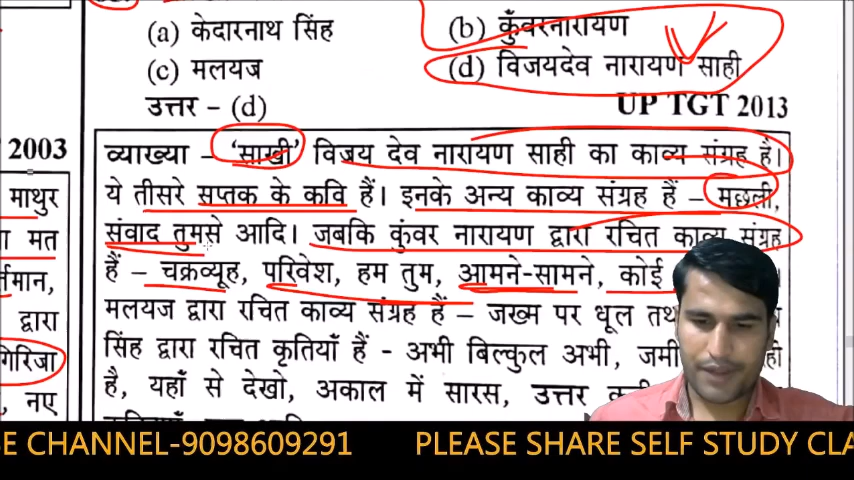 (a) केदारनाथ सिंह
(b) कुँवरनारायण
(c) मलयज
(d) विजयदेव नारायण साही
उत्तर – (d)
UP TGT 2013
व्याख्या – 'साखी' विजय देव नारायण साही का काव्य संग्रह है।
ये तीसरे सप्तक के कवि हैं। इनके अन्य काव्य संग्रह हैं – मछली,
संवाद तुमसे आदि। जबकि कुंवर नारायण द्वारा रचित काव्य संग्रह
हैं – चक्रव्यूह, परिवेश, हम तुम, आमने-सामने, कोई
मलयज द्वारा रचित काव्य संग्रह हैं – जख्म पर धूल
सिंह द्वारा रचित कृतियाँ हैं - अभी बिल्कुल अभी,
है, यहाँ से देखो, अकाल में सारस, उत्तर
2003
माथुर
मत
द्वारा
नए
CHANNEL-9098609291 PLEASE SHARE SELF STUDY